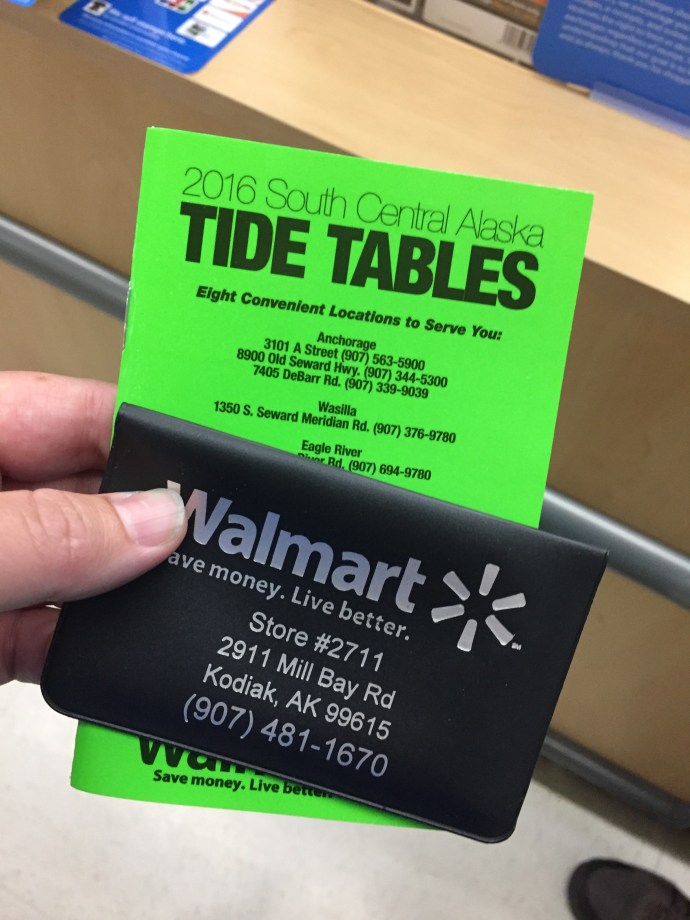 2016 South Central Alaska
TIDE TABLES
Eight Convenient Locations to Serve You:
Anchorage
3101 A Street (907) 563-5900
8900 Old Seward Hwy. (907) 344-5300
7405 DeBarr Rd. (907) 339-9039
Wasilla
1350 S. Seward Meridian Rd. (907) 376-9780
Eagle River
River Rd. (907) 694-9780
Walmart
ave money. Live better.
Store #2711
2911 Mill Bay Rd
Kodiak, AK 99615
(907) 481-1670
Wal
Save money. Live better.